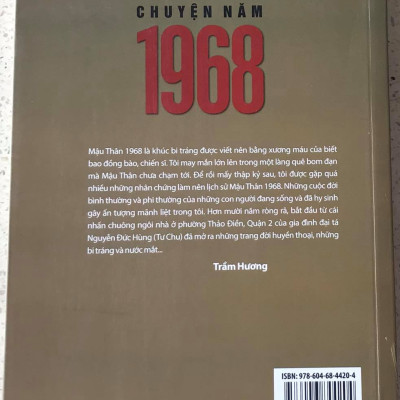 CHUYỆN NĂM
1968
Mậu Thân 1968 là khúc bi tráng được viết nên bằng xương máu của biết
bao đồng bào, chiến sĩ. Tôi may mắn lớn lên trong một làng quê bom đạn
mà Mậu Thân chưa chạm tới. Để rồi mấy thập kỷ sau, tôi được gặp quá
nhiều những nhân chứng làm nên lịch sử Mậu Thân 1968. Những cuộc đời
bình thường và phi thường của những con người đang sống và đã hy sinh
gây ấn tượng mãnh liệt trong tôi. Hơn mười năm ròng rã, bắt đầu từ cái
nhấn chuông ngôi nhà ở phường Thảo Điền, Quận 2 của gia đình đại tá
Nguyễn Đức Hùng (Tư Chu) đã mở ra những trang đời huyền thoại, những
bi tráng và nước mắt...
Trầm Hương
ISBN: 978-604-68-4420-4